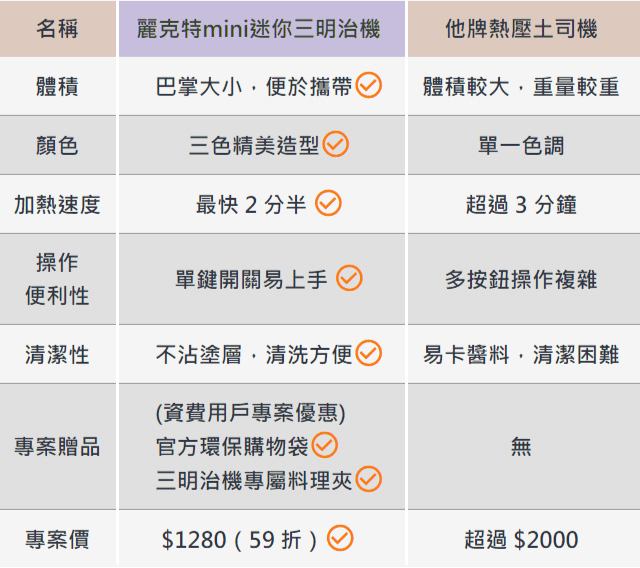 名稱 麗克特mini迷你三明治機 他牌熱壓土司機
體積 巴掌大小，便於攜帶 體積較大，重量較重
顏色 三色精美造型 單一色調
加熱速度 最快 2 分半 超過 3 分鐘
操作
便利性 單鍵開關易上手 多按鈕操作複雜
清潔性 不沾塗層，清洗方便 易卡醬料，清潔困難
(資費用戶專案優惠)
專案贈品 官方環保購物袋 無
三明治機專屬料理夾
專案價 $1280 ( 59 折 ) 超過 $2000